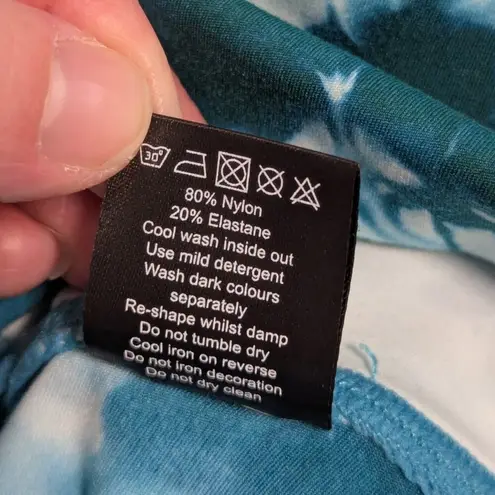 30°
80% Nylon
20% Elastane
Cool wash inside out
Use mild detergent
Wash dark colours
separately
Re-shape whilst damp
Do not tumble dry
Cool iron on reverse
Do not iron decoration
Do not dry clean